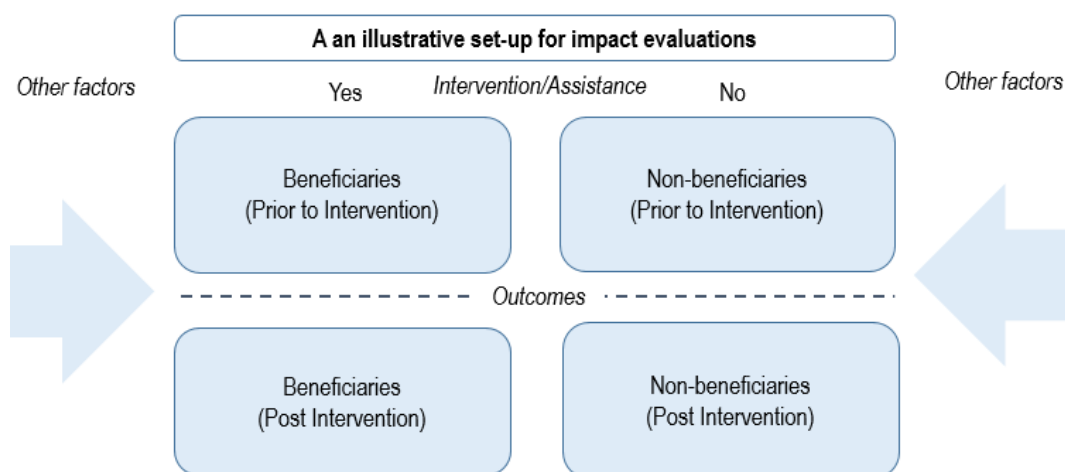 A an illustrative set-up for impact evaluations
Other factors
Yes
Intervention/Assistance
No
Other factors
Beneficiaries
(Prior to Intervention)
Non-beneficiaries
(Prior to Intervention)
Outcomes
Beneficiaries
(Post Intervention)
Non-beneficiaries
(Post Intervention)